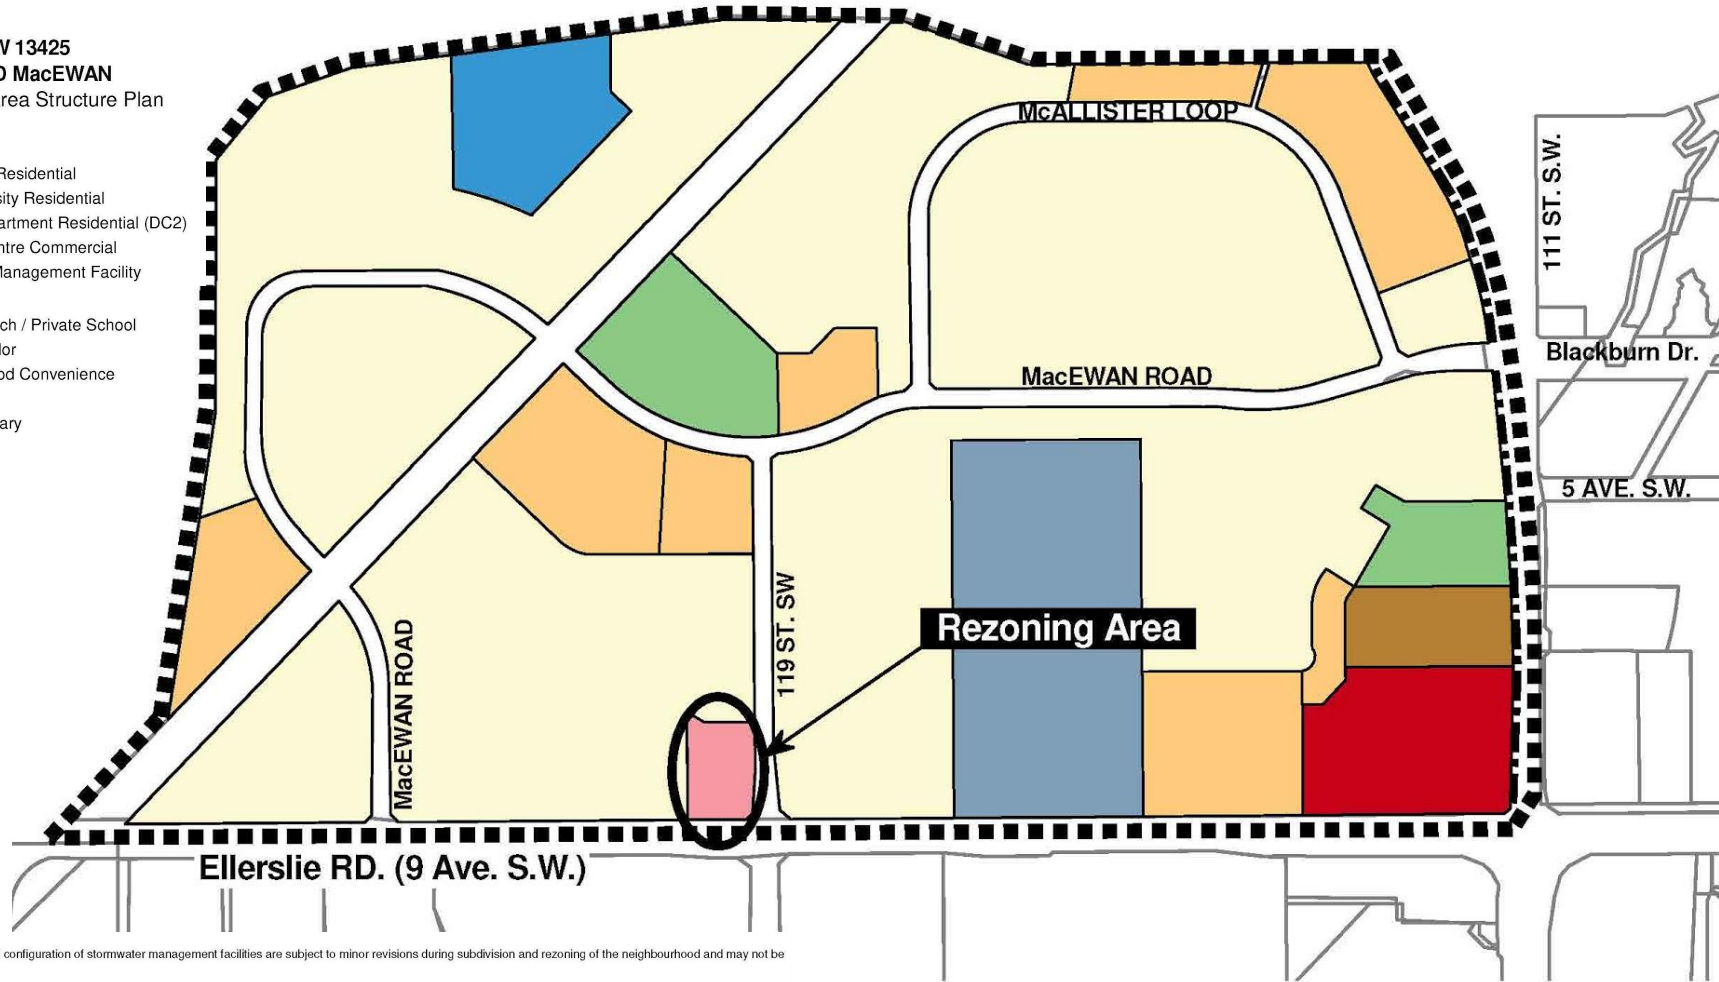 W 13425
D MacEWAN
rea Structure Plan
Residential
sity Residential
artment Residential (DC2)
ntre Commercial
Management Facility
ch / Private School
lor
od Convenience
ary
McALLISTER LOOP
111 ST. S.W.
Blackburn Dr.
MacEWAN ROAD
5 AVE. S.W.
119 ST. SW
Rezoning Area
MacEWAN ROAD
Ellerslie RD. (9 Ave. S.W.)
configuration of stormwater management facilities are subject to minor revisions during subdivision and rezoning of the neighbourhood and may not be